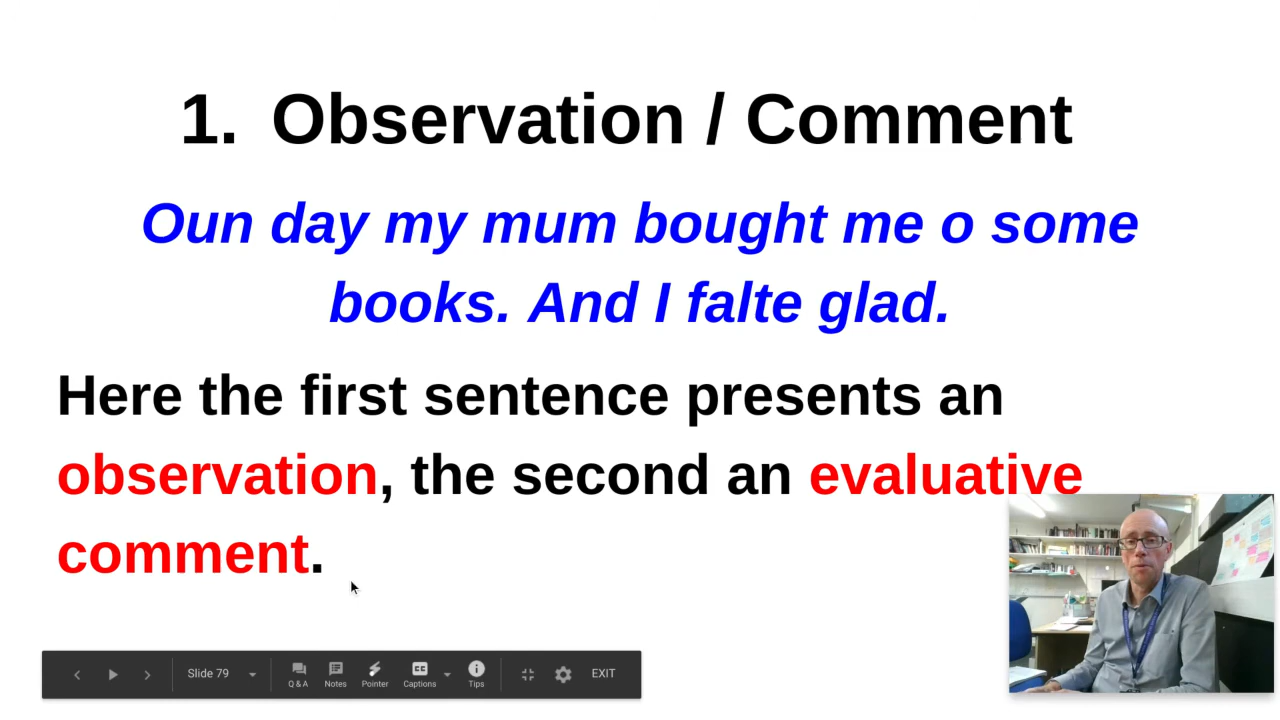 1. Observation / Comment
Oun day my mum bought me o some
books. And I falte glad.
Here the first sentence presents an
observation, the second an evaluative
comment.
Slide 79
Q & A
Notes
Pointer
Captions
Tips
EXIT